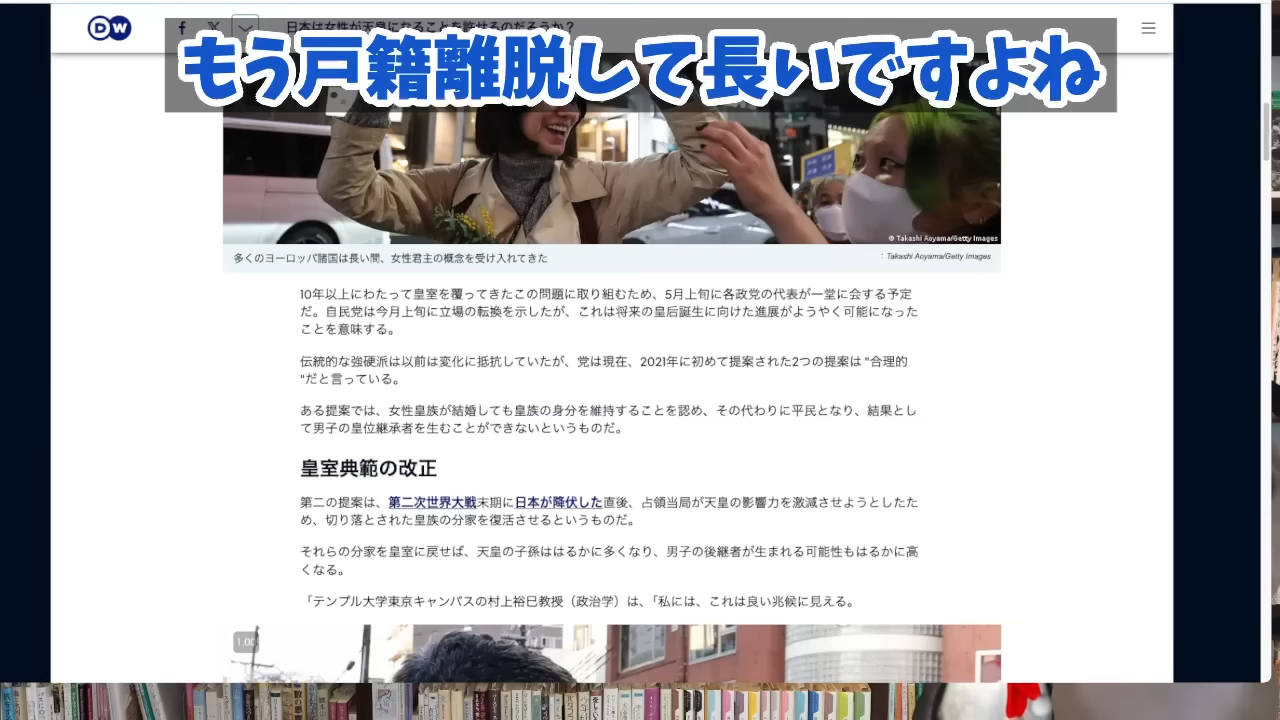 DW
日本は女性が天皇になることを許せるのだろうか？
もう戸籍離脱して長いですよね
© Takashi Aoyama/Getty Images
多くのヨーロッパ諸国は長い間、女性君主の概念を受け入れてきた
: Takashi Aoyama/Getty Images
10年以上にわたって皇室を覆ってきたこの問題に取り組むため、5月上旬に各政党の代表が一堂に会する予定
だ。自民党は今月上旬に立場の転換を示したが、これは将来の皇后誕生に向けた進展がようやく可能になった
ことを意味する。
伝統的な強硬派は以前は変化に抵抗していたが、党は現在、2021年に初めて提案された2つの提案は "合理的
"だと言っている。
ある提案では、女性皇族が結婚しても皇族の身分を維持することを認め、その代わりに平民となり、結果とし
て男子の皇位継承者を生むことができないというものだ。
皇室典範の改正
第二の提案は、第二次世界大戦末期に日本が降伏した直後、占領当局が天皇の影響力を激減させようとしたた
め、切り落とされた皇族の分家を復活させるというものだ。
それらの分家を皇室に戻せば、天皇の子孫ははるかに多くなり、男子の後継者が生まれる可能性もはるかに高
くなる。
「テンプル大学東京キャンパスの村上裕巳教授（政治学）は、「私には、これは良い兆候に見える。
1.00